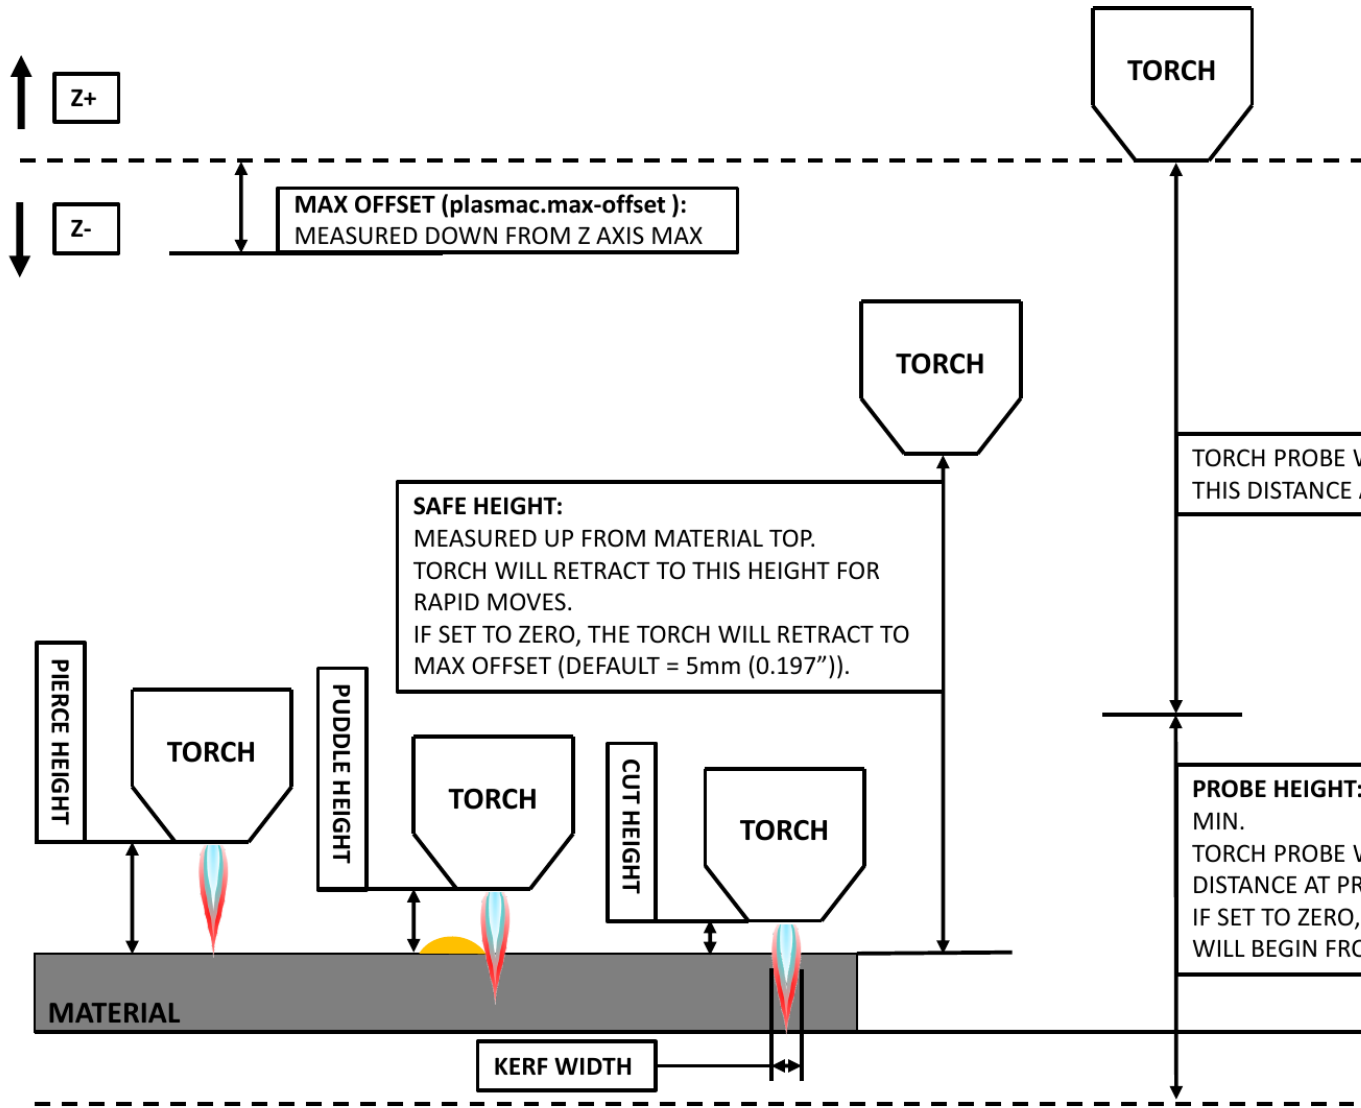 TORCH
Z+
MAX OFFSET (plasmac.max-offset ):
MEASURED DOWN FROM Z AXIS MAX
Z-
TORCH
TORCH PROBE
THIS DISTANCE
SAFE HEIGHT:
MEASURED UP FROM MATERIAL TOP.
TORCH WILL RETRACT TO THIS HEIGHT FOR
RAPID MOVES.
IF SET TO ZERO, THE TORCH WILL RETRACT TO
MAX OFFSET (DEFAULT = 5mm (0.197”)).
PIERCE HEIGHT
TORCH
PUDDLE HEIGHT
TORCH
CUT HEIGHT
TORCH
PROBE HEIGHT:
MIN.
TORCH PROBE
DISTANCE AT
IF SET TO ZERO,
WILL BEGIN
MATERIAL
KERF WIDTH